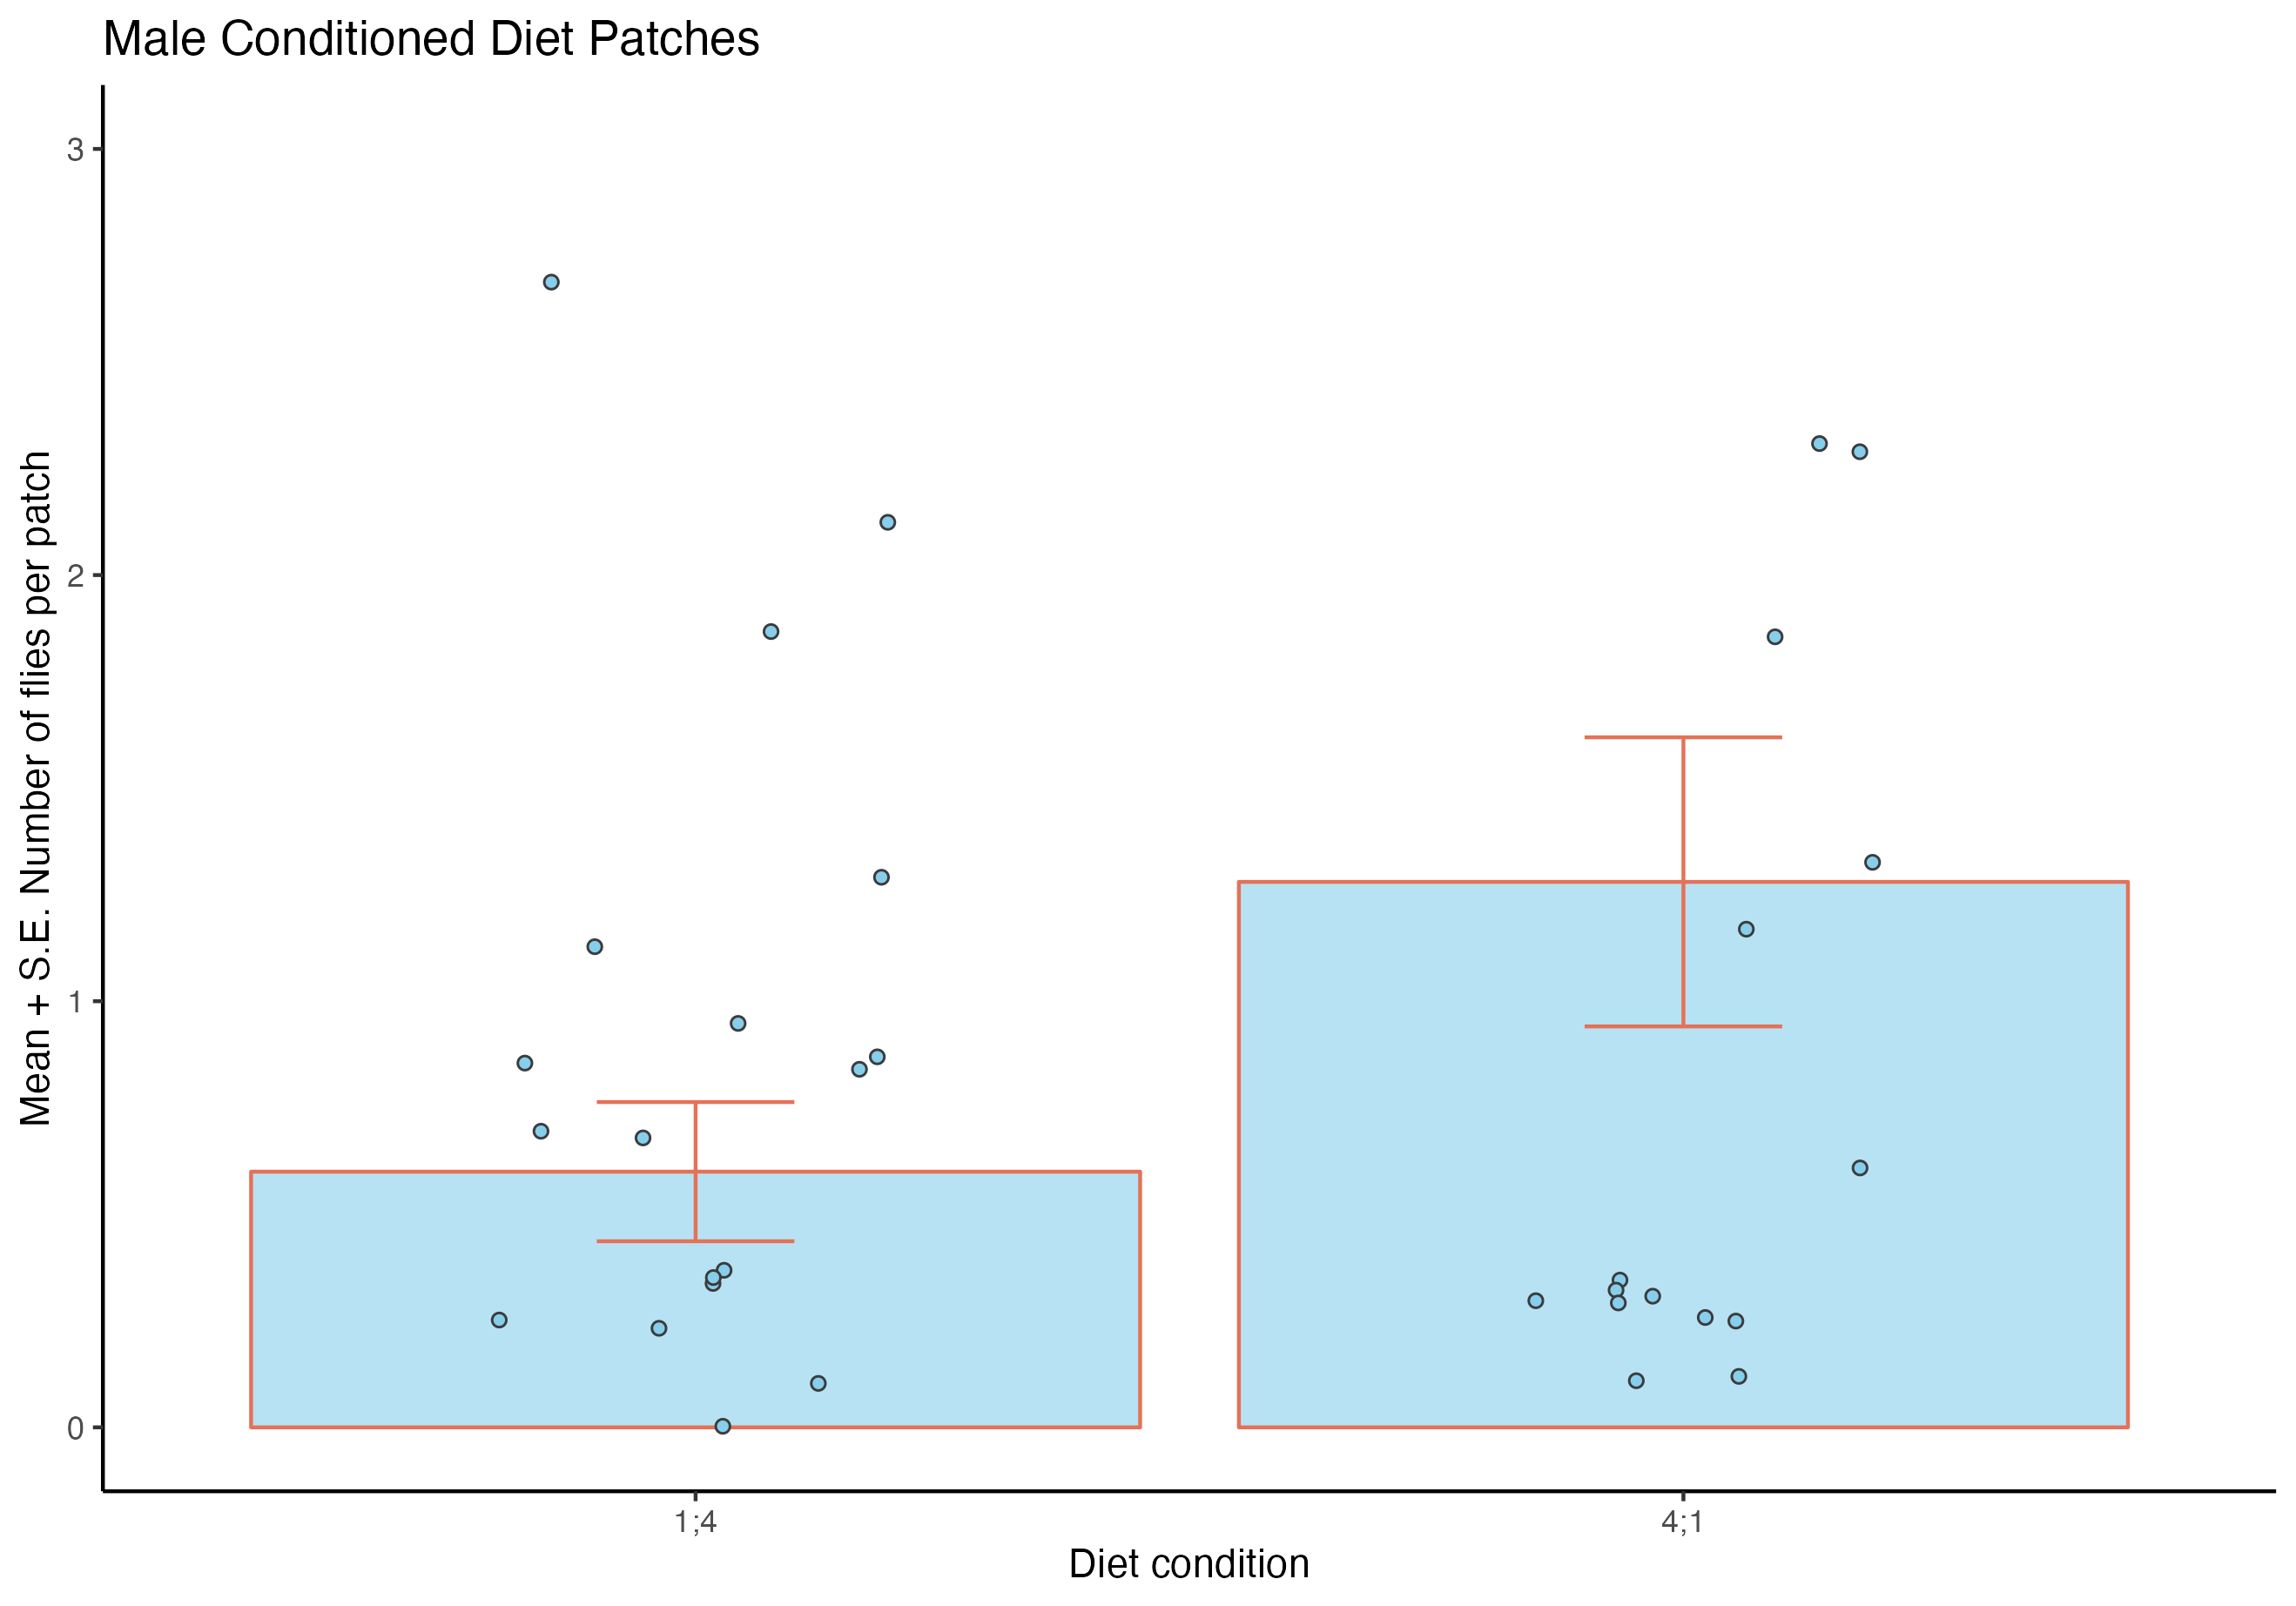 Male Conditioned Diet Patches
Mean + S.E. Number of flies per patch
3
2
1
0
1;4
4;1
Diet condition